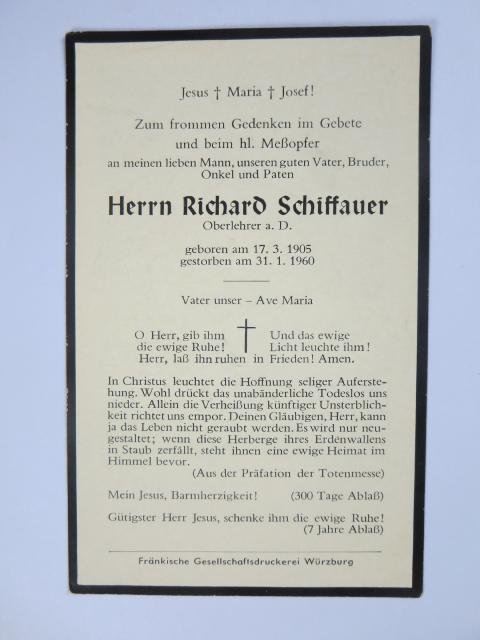 Jesus † Maria † Josef!
Zum frommen Gedenken im Gebete
und beim hl. Meßopfer
an meinen lieben Mann, unseren guten Vater, Bruder,
Onkel und Paten
Herrn Richard Schiffauer
Oberlehrer a. D.
geboren am 17. 3. 1905
gestorben am 31. 1. 1960
Vater unser – Ave Maria
O Herr, gib ihm † Und das ewige
die ewige Ruhe! Licht leuchte ihm!
Herr, laß ihn ruhen in Frieden! Amen.
In Christus leuchtet die Hoffnung seliger Auferste-
hung. Wohl drückt das unabänderliche Todeslos uns
nieder. Allein die Verheißung künftiger Unsterblich-
keit richtet uns empor. Deinen Gläubigen, Herr, kann
ja das Leben nicht geraubt werden. Es wird nur neu-
gestaltet; wenn diese Herberge ihres Erdenwallens
in Staub zerfällt, steht ihnen eine ewige Heimat im
Himmel bevor.
(Aus der Präfation der Totenmesse)
Mein Jesus, Barmherzigkeit! (300 Tage Ablaß)
Gütigster Herr Jesus, schenke ihm die ewige Ruhe!
(7 Jahre Ablaß)
Fränkische Gesellschaftsdruckerei Würzburg